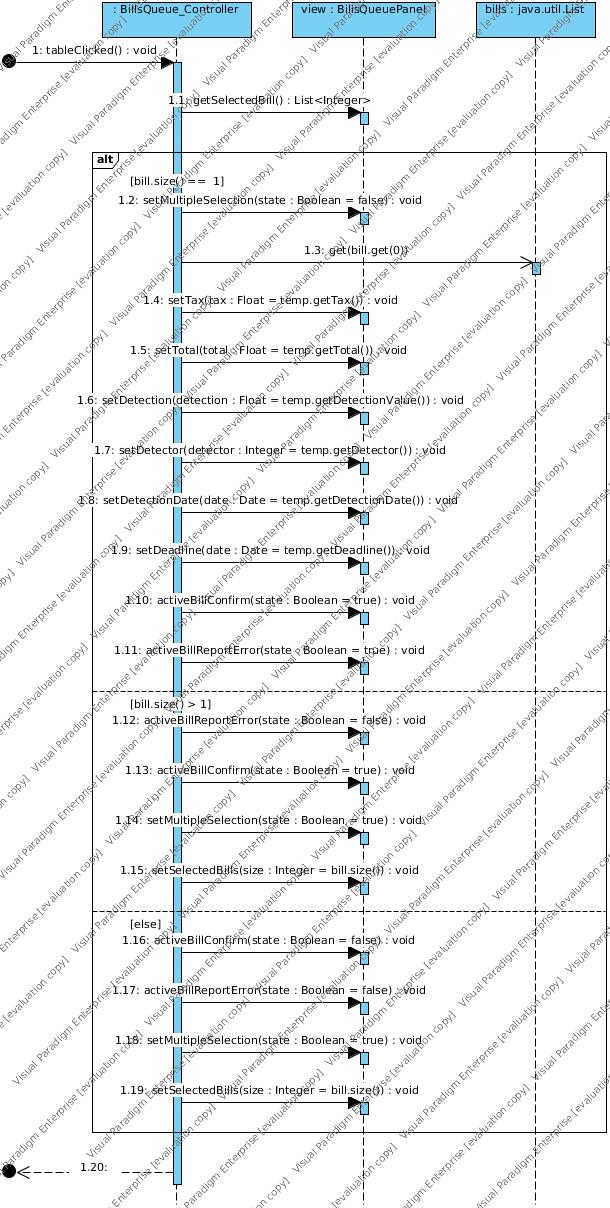 : BillsQueue_Controller
view : BillsQueuePanel
bills : java.util.List
1: tableClicked() : void
1.1: getSelectedBill() : List<Integer>
alt
[bill.size() == 1]
1.2: setMultipleSelection(state : Boolean = false) : void
1.3: get(bill.get(0))
1.4: setTax(tax : Float = temp.getTax()) : void
1.5: setTotal(total : Float = temp.getTotal()) : void
1.6: setDetection(detection : Float = temp.getDetectionValue()) : void
1.7: setDetector(detector : Integer = temp.getDetector()) : void
1.8: setDetectionDate(date : Date = temp.getDetectionDate()) : void
1.9: setDeadline(date : Date = temp.getDeadline()) : void
1.10: activeBillConfirm(state : Boolean = true) : void
1.11: activeBillReportError(state : Boolean = true) : void
[bill.size() > 1]
1.12: activeBillReportError(state : Boolean = false) : void
1.13: activeBillConfirm(state : Boolean = true) : void
1.14: setMultipleSelection(state : Boolean = true) : void
1.15: setSelectedBills(size : Integer = bill.size()) : void
[else]
1.16: activeBillConfirm(state : Boolean = false) : void
1.17: activeBillReportError(state : Boolean = false) : void
1.18: setMultipleSelection(state : Boolean = true) : void
1.19: setSelectedBills(size : Integer = bill.size()) : void
1.20:
Visual Paradigm Enterprise [evaluation copy]